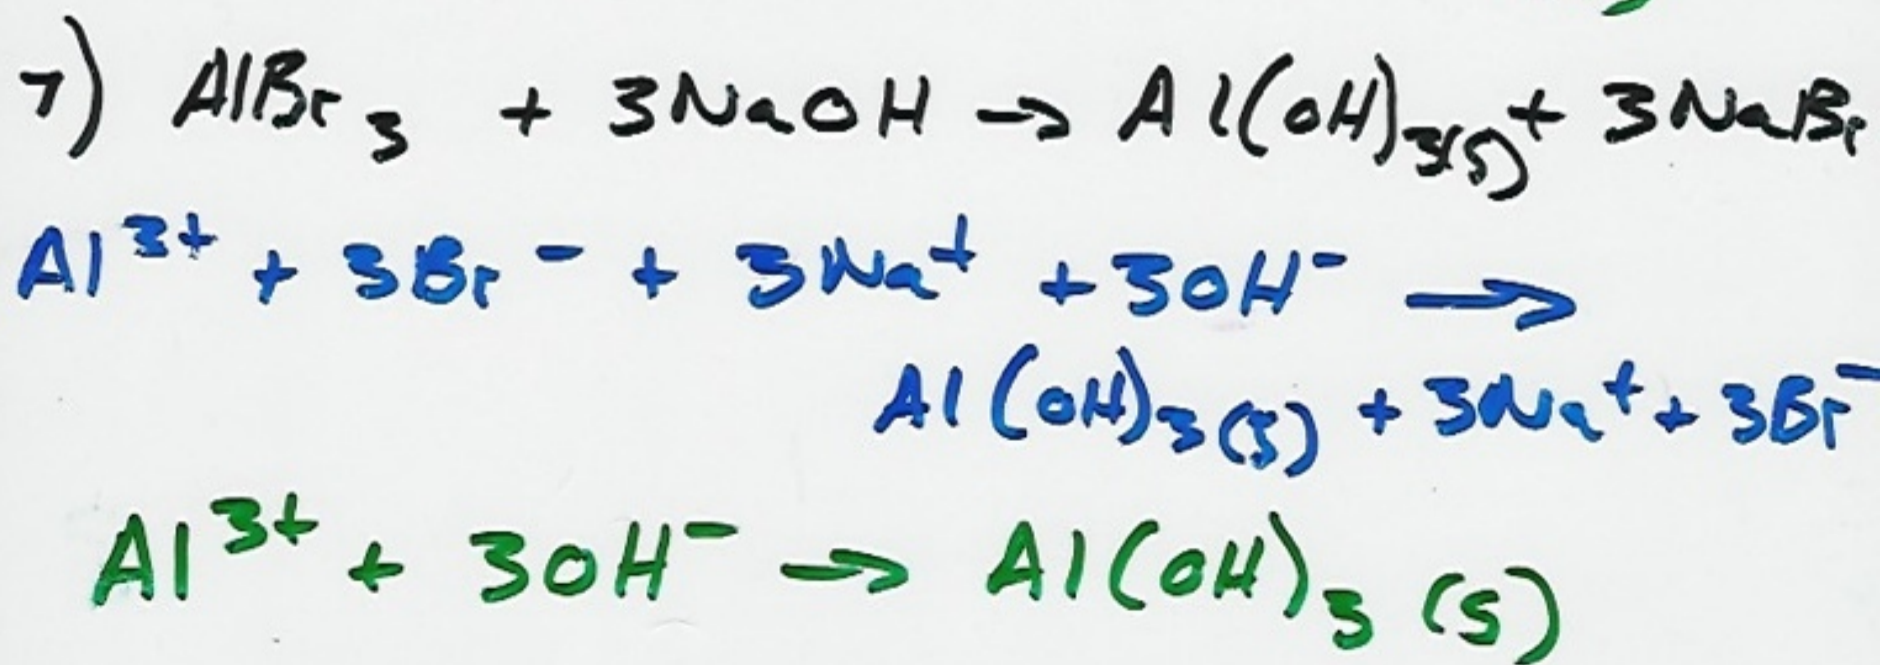 7) AlBr₃ + 3NaOH → Al(OH)₃(s) + 3NaBr
Al³⁺ + 3Br⁻ + 3Na⁺ + 3OH⁻ →
Al(OH)₃(s) + 3Na⁺ + 3Br⁻
Al³⁺ + 3OH⁻ → Al(OH)₃(s)